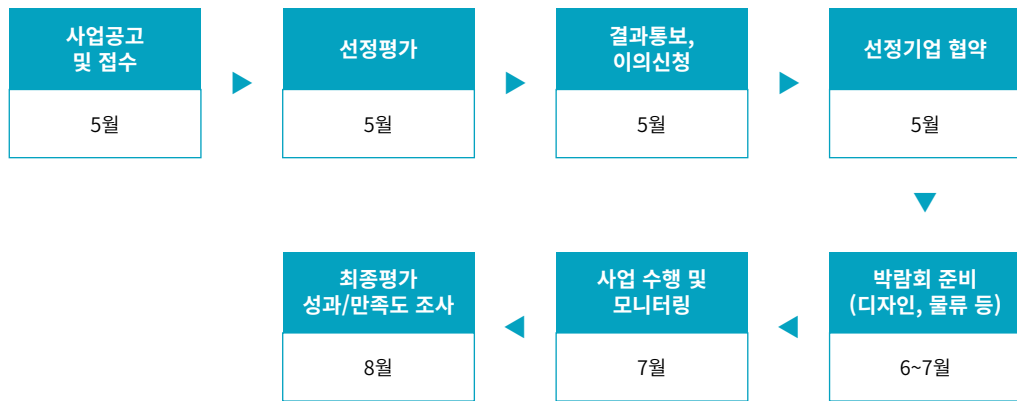 사업공고
및 접수
5월
선정평가
5월
결과통보,
이의신청
5월
선정기업 협약
5월
박람회 준비
(디자인, 물류 등)
6~7월
사업 수행 및
모니터링
7월
최종평가
성과/만족도 조사
8월